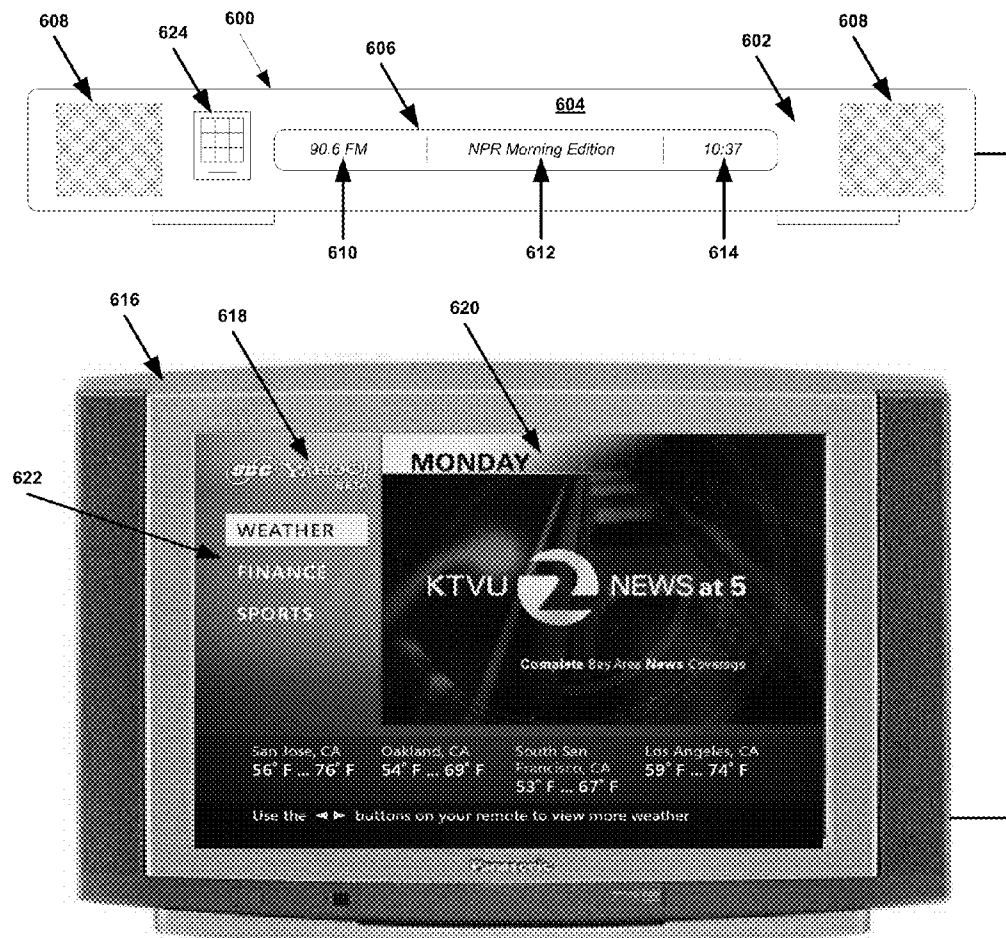 608
624
600
606
602
608
604
90.6 FM
NPR Morning Edition
10:37
610
612
614
616
618
620
622
MONDAY
WEATHER
FINANCE
SPORTS
KTVU 2 NEWS at 5
Complete Bay Area News Coverage
San Jose, CA
56° F ... 76° F
Oakland, CA
54° F ... 69° F
South San
Francisco, CA
53° F ... 67° F
Los Angeles, CA
59° F ... 74° F
Use the ◄ ► buttons on your remote to view more weather